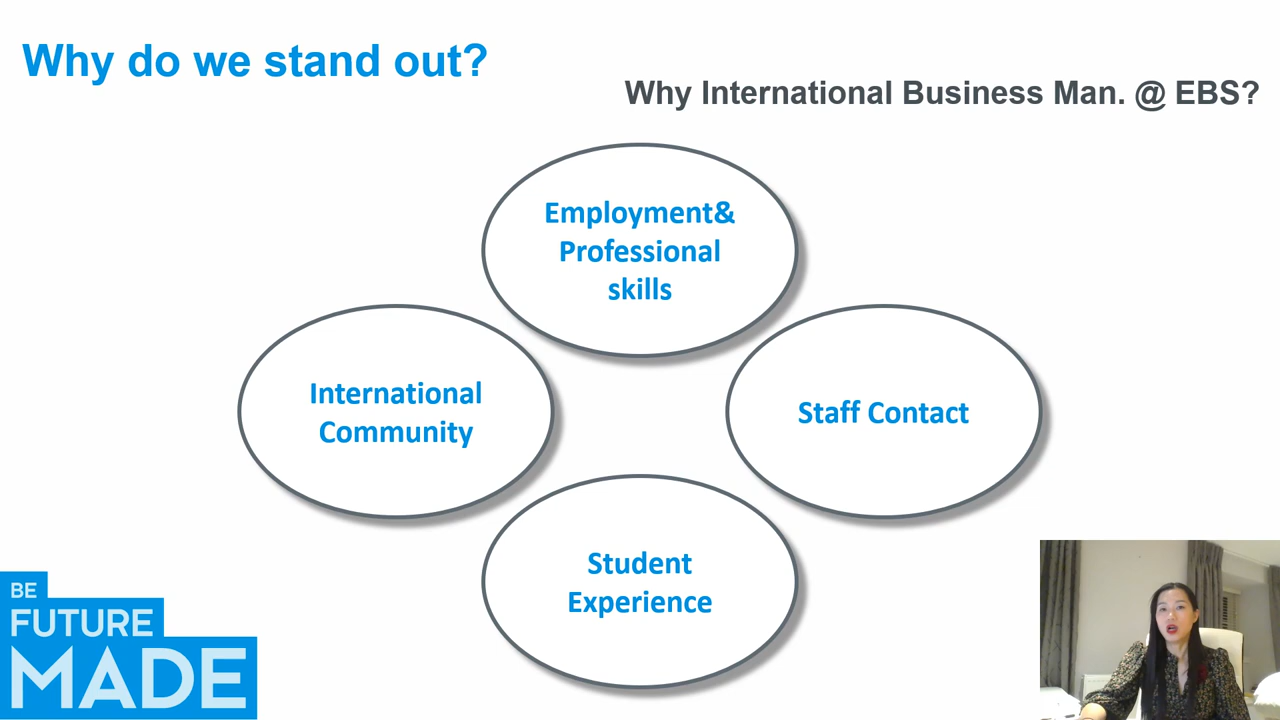 Why do we stand out?
Why International Business Man. @ EBS?
Employment&
Professional
skills
International
Community
Staff Contact
Student
Experience
BE
FUTURE
MADE